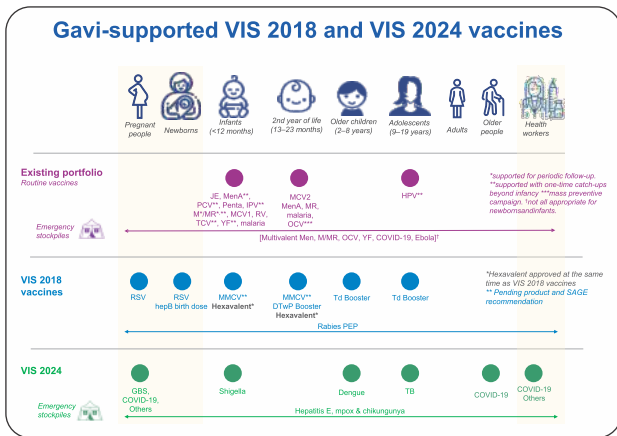 Gavi-supported VIS 2018 and VIS 2024 vaccines
Pregnant
people
Newborns
Infants
(<12 months)
2nd year of life
(13–23 months)
Older children
(2–8 years)
Adolescents
(9–19 years)
Adults
Older
people
Health
workers
Existing portfolio
Routine vaccines
JE, MenA**,
PCV**, Penta, IPV**
M*/MR*,**, MCV1, RV,
TCV**, YF**, malaria
MCV2
MenA, MR,
malaria,
OCV***
HPV**
*supported for periodic follow-up.
**supported with one-time catch-ups
beyond infancy ***mass preventive
campaign. †not all appropriate for
newbornsandinfants.
Emergency
stockpiles
[Multivalent Men, M/MR, OCV, YF, COVID-19, Ebola]†
VIS 2018
vaccines
RSV
RSV
hepB birth dose
MMCV**
Hexavalent*
MMCV**
DTwP Booster
Hexavalent*
Td Booster
Td Booster
*Hexavalent approved at the same
time as VIS 2018 vaccines
** Pending product and SAGE
recommendation
Rabies PEP
VIS 2024
GBS,
COVID-19,
Others
Shigella
Dengue
TB
COVID-19
COVID-19
Others
Emergency
stockpiles
Hepatitis E, mpox & chikungunya